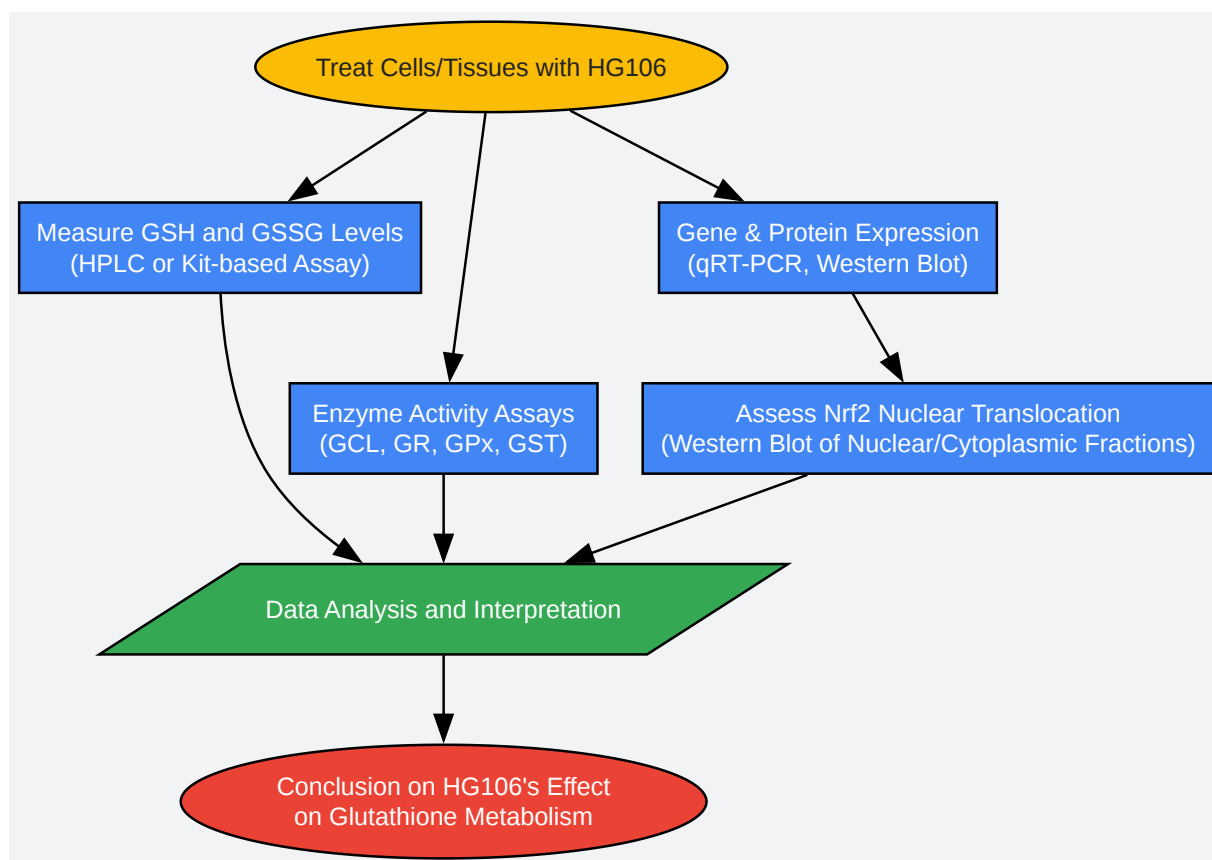 Treat Cells/Tissues with HG106
Measure GSH and GSSG Levels
(HPLC or Kit-based Assay)
Gene & Protein Expression
(qRT-PCR, Western Blot)
Enzyme Activity Assays
(GCL, GR, GPx, GST)
Assess Nrf2 Nuclear Translocation
(Western Blot of Nuclear/Cytoplasmic Fractions)
Data Analysis and Interpretation
Conclusion on HG106's Effect
on Glutathione Metabolism